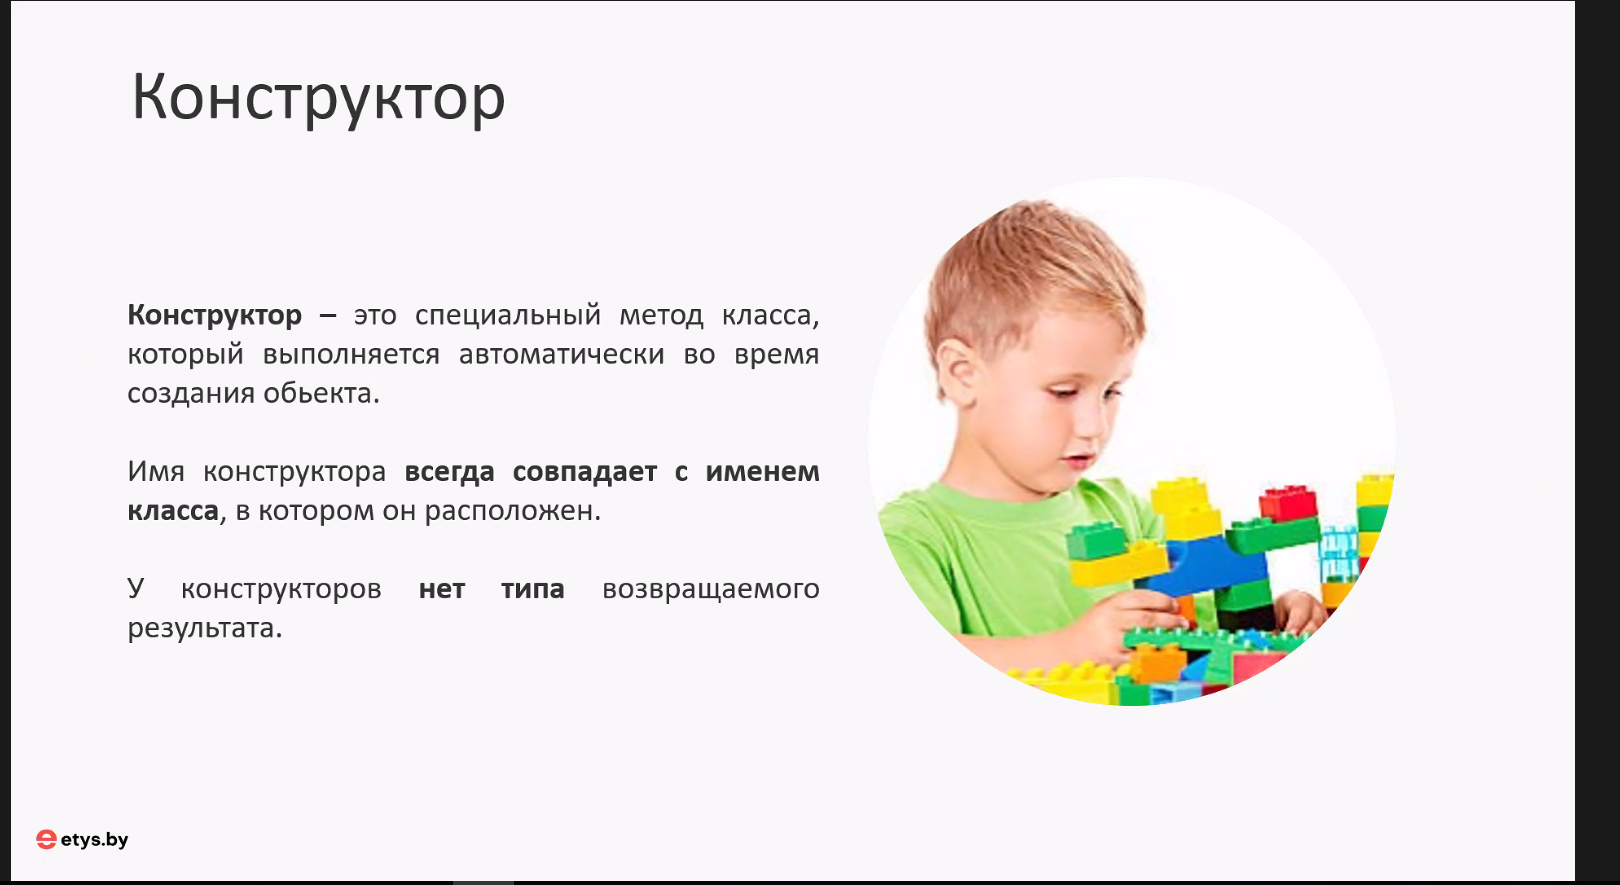 Конструктор
Конструктор – это специальный метод класса,
который выполняется автоматически во время
создания обьекта.
Имя конструктора всегда совпадает с именем
класса, в котором он расположен.
У конструкторов нет типа возвращаемого
результата.
etys.by